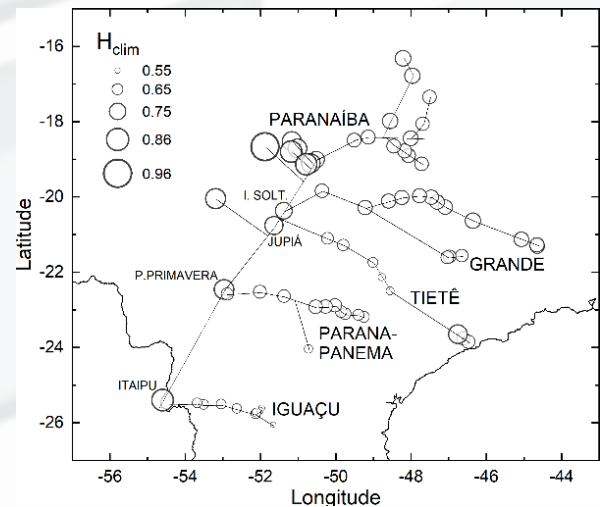 H_clim
0.55
0.65
0.75
0.86
0.96
PARANAÍBA
I. SOLT.
JUPIÁ
GRANDE
P.PRIMAVERA
TIETÊ
PARANA-
PANEMA
ITAIPU
IGUAÇU
Latitude
-16
-18
-20
-22
-24
-26
-56
-54
-52
-50
-48
-46
-44
Longitude